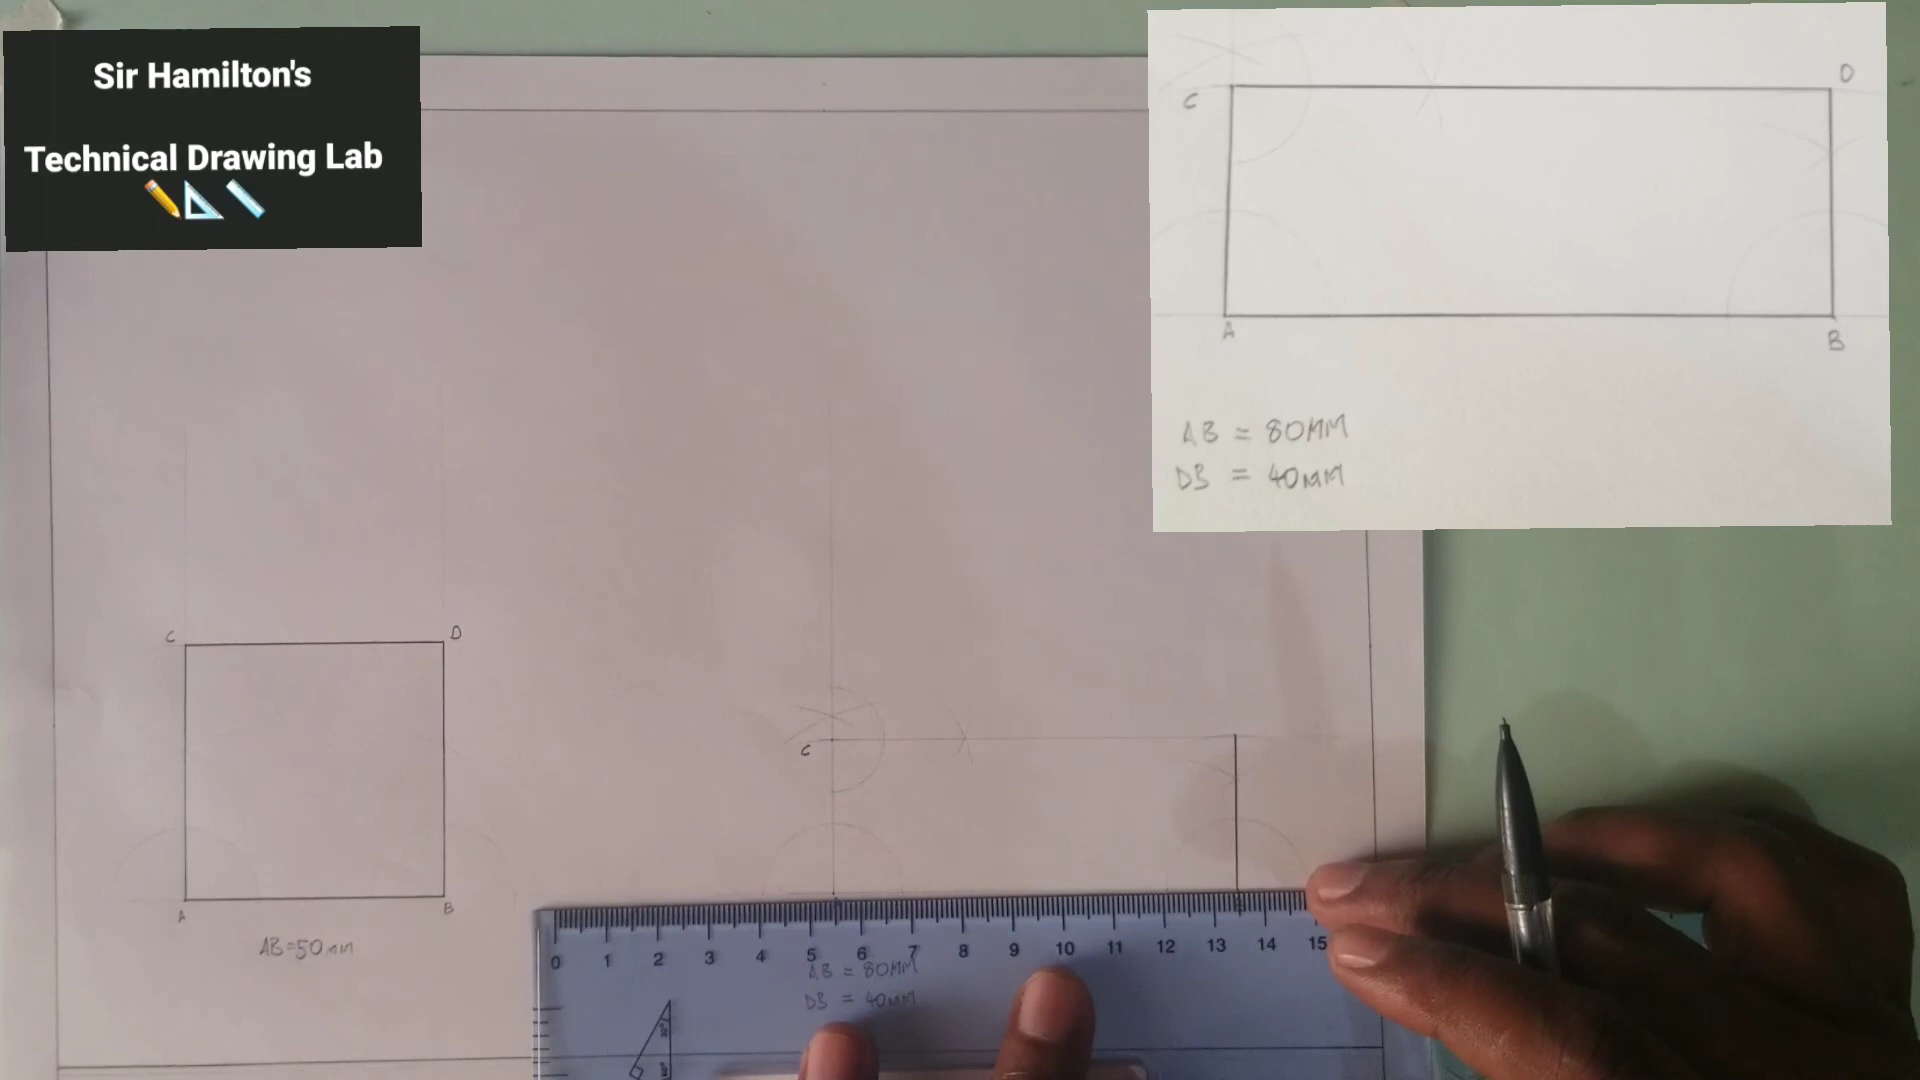 Sir Hamilton's
Technical Drawing Lab
C
D
A
B
AB = 80MM
DB = 40MM
C D
A B
AB=50mm
C
0 1 2 3 4 5 6 7 8 9 10 11 12 13 14 15
AB = 80MM
DB = 40MM